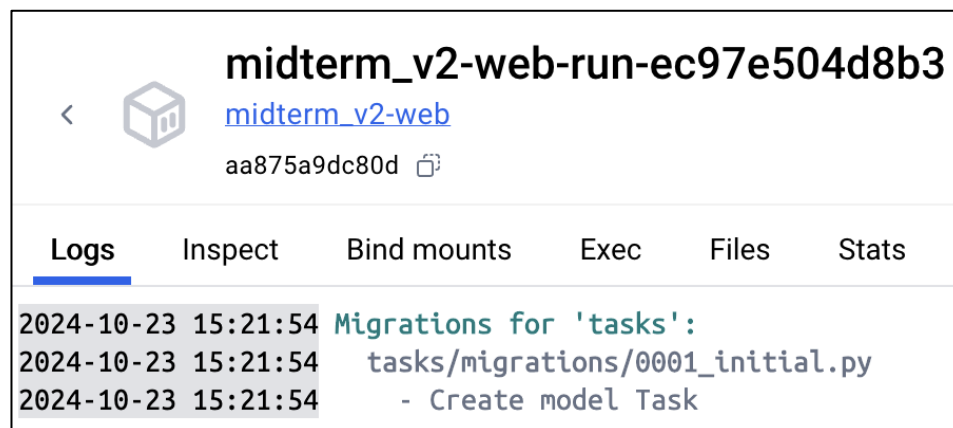 midterm_v2-web-run-ec97e504d8b3
midterm_v2-web
aa875a9dc80d
Logs Inspect Bind mounts Exec Files Stats
2024-10-23 15:21:54 Migrations for 'tasks':
2024-10-23 15:21:54   tasks/migrations/0001_initial.py
2024-10-23 15:21:54     - Create model Task